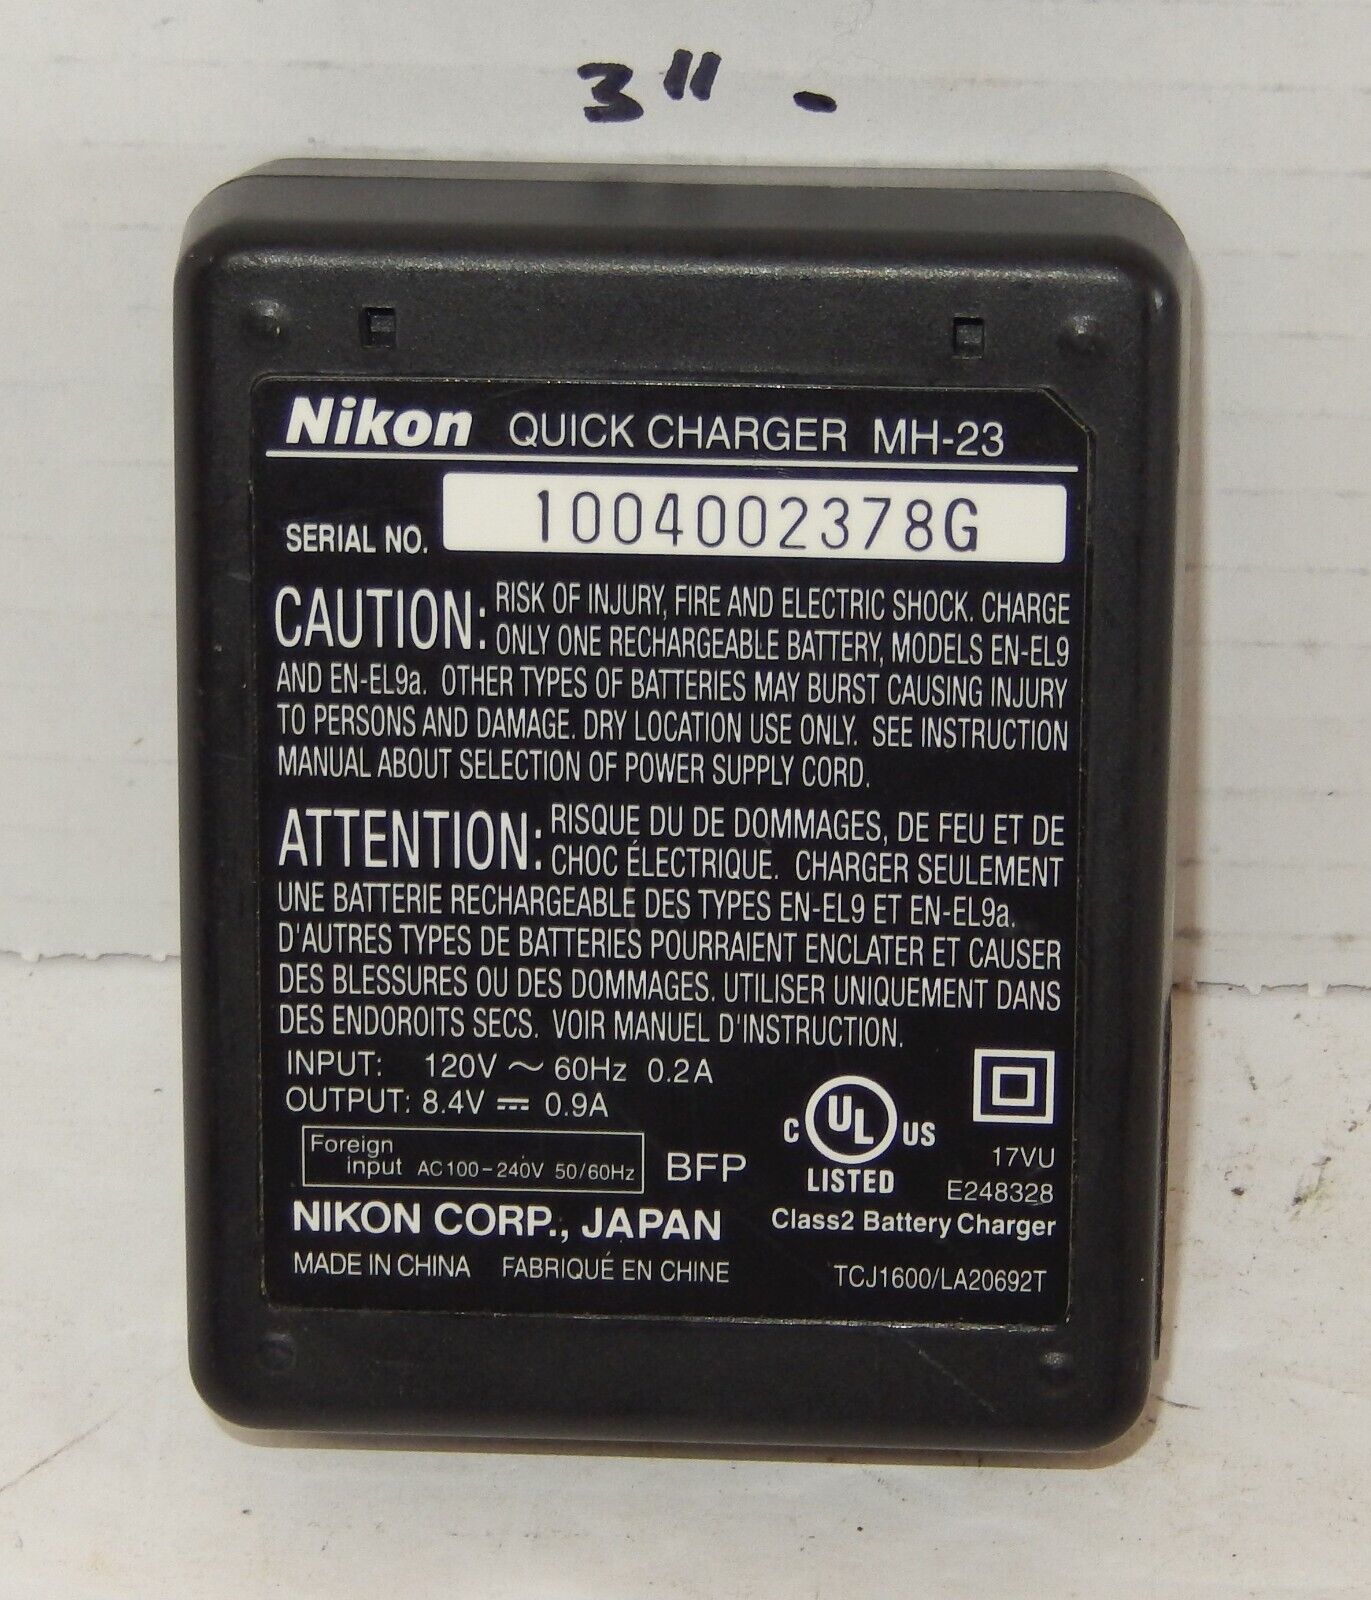 3" -
Nikon QUICK CHARGER MH-23
SERIAL NO. 1004002378G
CAUTION: RISK OF INJURY, FIRE AND ELECTRIC SHOCK. CHARGE
ONLY ONE RECHARGEABLE BATTERY, MODELS EN-EL9
AND EN-EL9a. OTHER TYPES OF BATTERIES MAY BURST CAUSING INJURY
TO PERSONS AND DAMAGE. DRY LOCATION USE ONLY. SEE INSTRUCTION
MANUAL ABOUT SELECTION OF POWER SUPPLY CORD.
ATTENTION: RISQUE DU DE DOMMAGES, DE FEU ET DE
CHOC ÉLECTRIQUE. CHARGER SEULEMENT
UNE BATTERIE RECHARGEABLE DES TYPES EN-EL9 ET EN-EL9a.
D'AUTRES TYPES DE BATTERIES POURRAIENT ENCLATER ET CAUSER
DES BLESSURES OU DES DOMMAGES. UTILISER UNIQUEMENT DANS
DES ENDOROITS SECS. VOIR MANUEL D'INSTRUCTION.
INPUT: 120V ~ 60Hz 0.2A
OUTPUT: 8.4V ⎓ 0.9A
Foreign
input AC100-240V 50/60Hz
BFP
C UL US
LISTED
17VU
E248328
Class2 Battery Charger
NIKON CORP., JAPAN
MADE IN CHINA FABRIQUÉ EN CHINE
TCJ1600/LA20692T